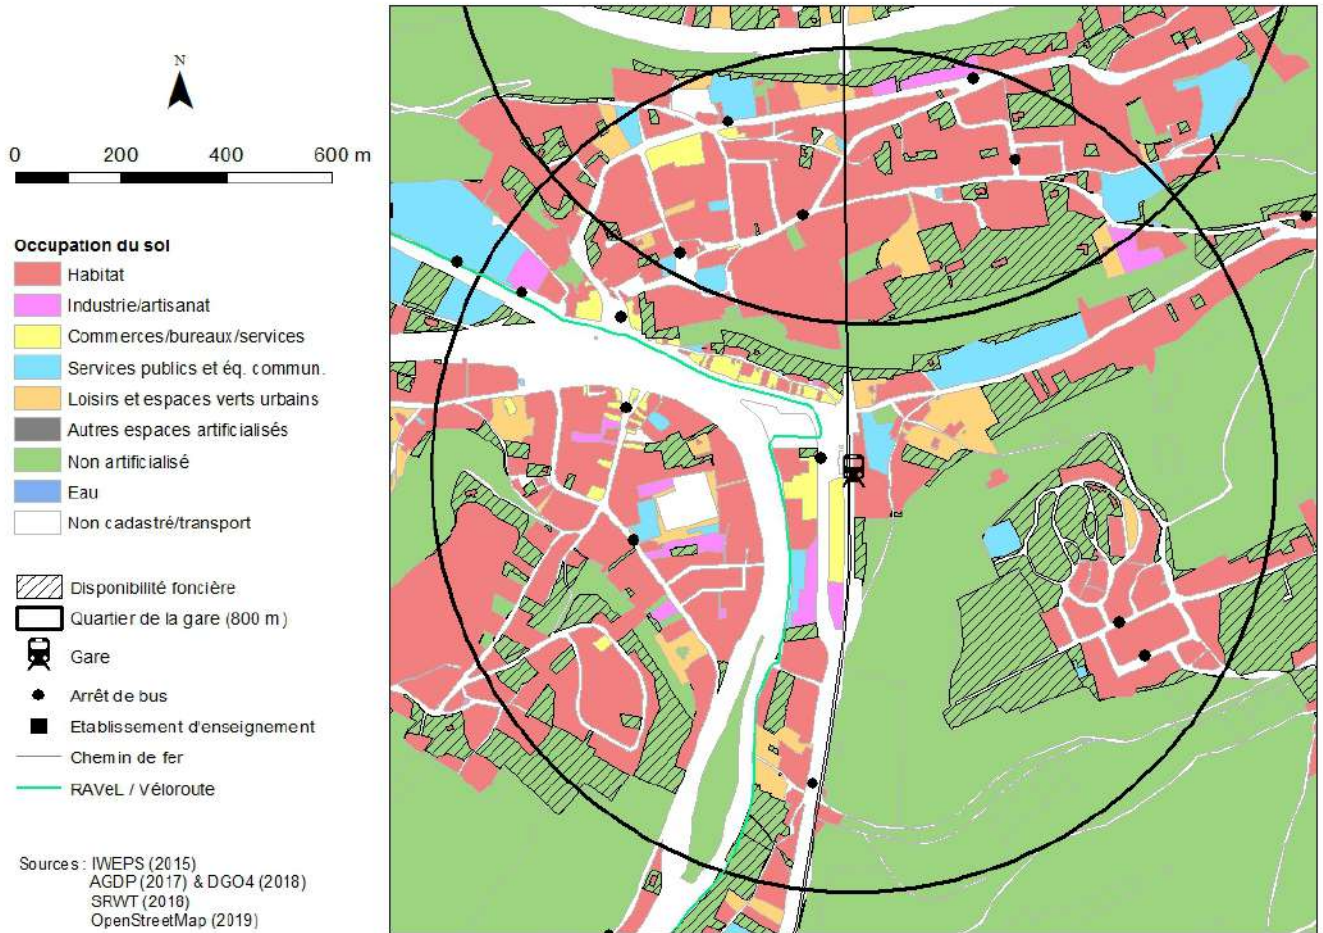 N
0 200 400 600 m
Occupation du sol
Habitat
Industrie/artisanat
Commerces/bureaux/services
Services publics et éq. commun.
Loisirs et espaces verts urbains
Autres espaces artificialisés
Non artificialisé
Eau
Non cadastré/transport
Disponibilité foncière
Quartier de la gare (800 m)
Gare
Arrêt de bus
Etablissement d'enseignement
Chemin de fer
RAVeL / Véloroute
Sources : IWEPS (2015)
AGDP (2017) & DGO4 (2018)
SRWT (2018)
OpenStreetMap (2019)